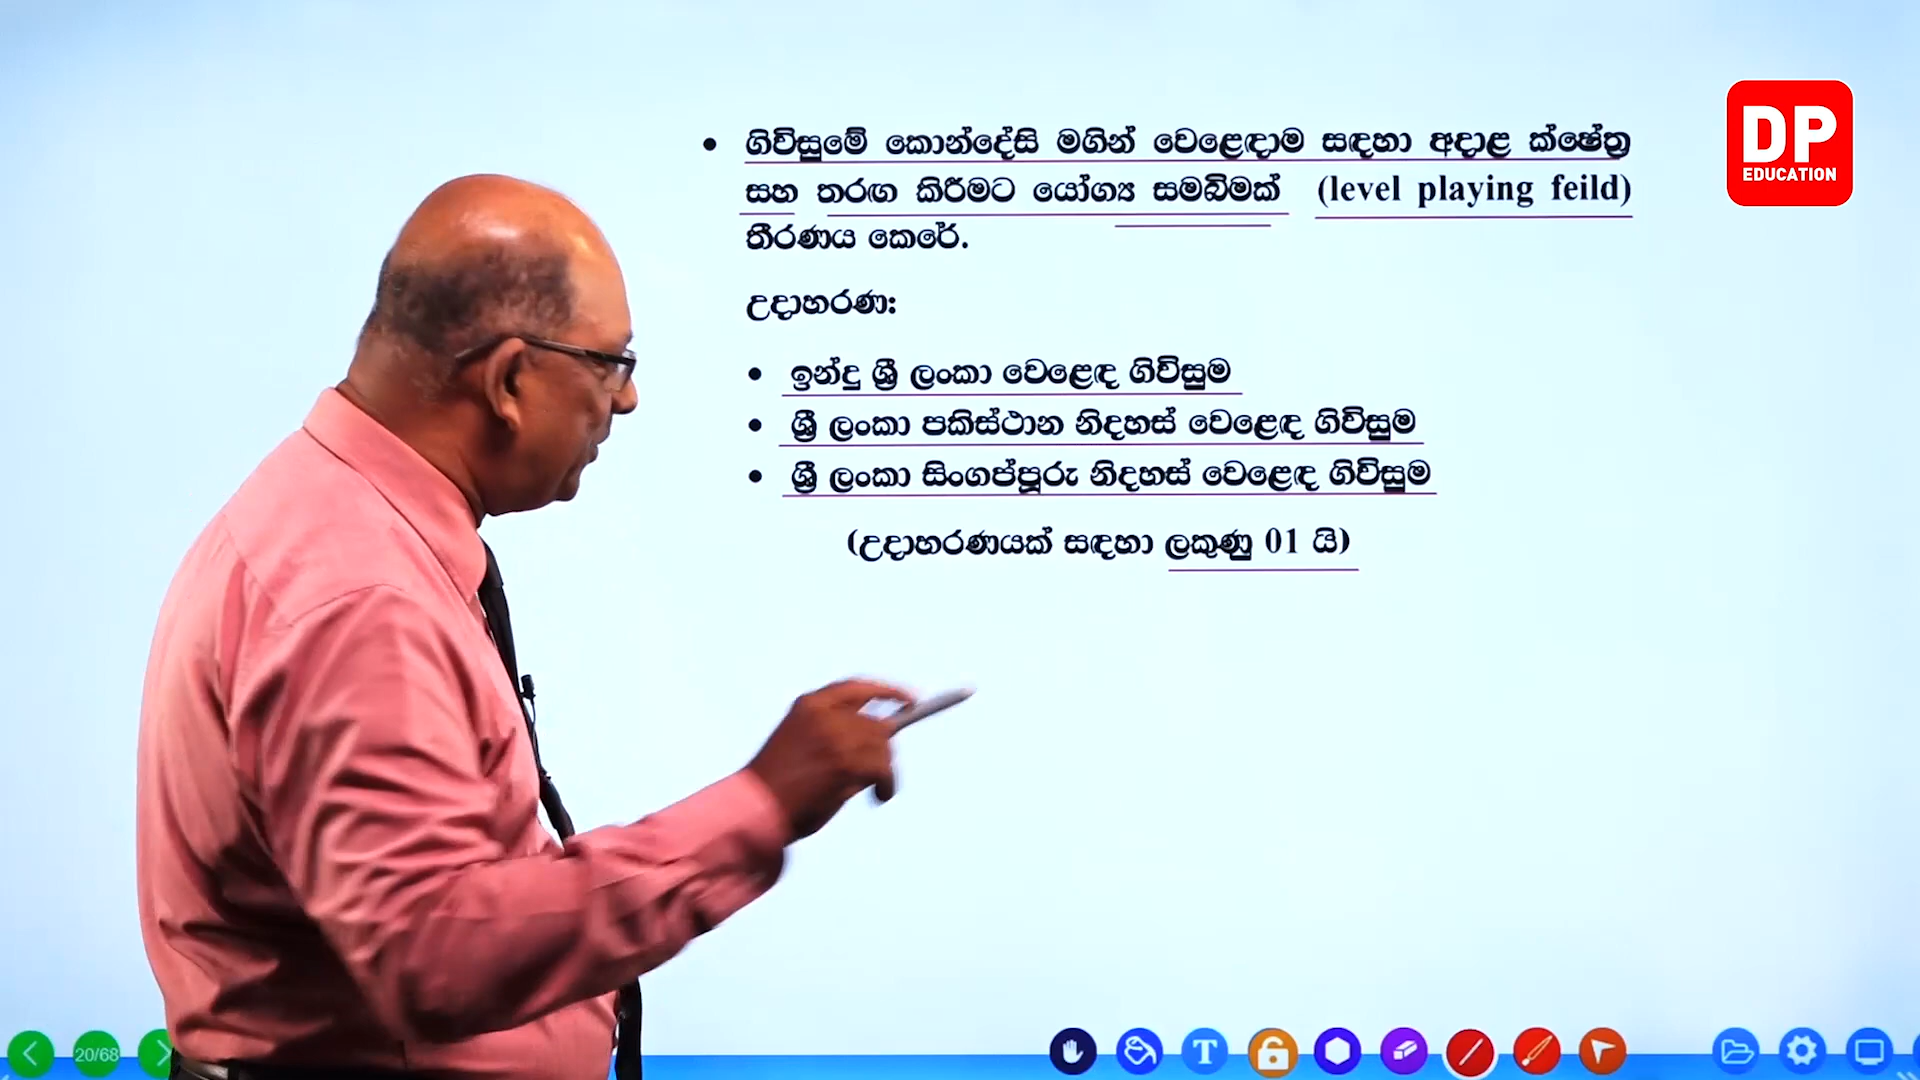 DP
EDUCATION
• ගිවිසුමේ කොන්දේසි මගින් වෙළෙඳාම සඳහා අදාළ ක්ෂේත්‍ර
සහ තරඟ කිරීමට යෝග්‍ය සමබිමක් (level playing feild)
තීරණය කෙරේ.
උදාහරණ:
• ඉන්දු ශ්‍රී ලංකා වෙළෙඳ ගිවිසුම
• ශ්‍රී ලංකා පකිස්ථාන නිදහස් වෙළෙඳ ගිවිසුම
• ශ්‍රී ලංකා සිංගප්පූරු නිදහස් වෙළෙඳ ගිවිසුම
(උදාහරණයක් සඳහා ලකුණු 01 යි)
20/68
T